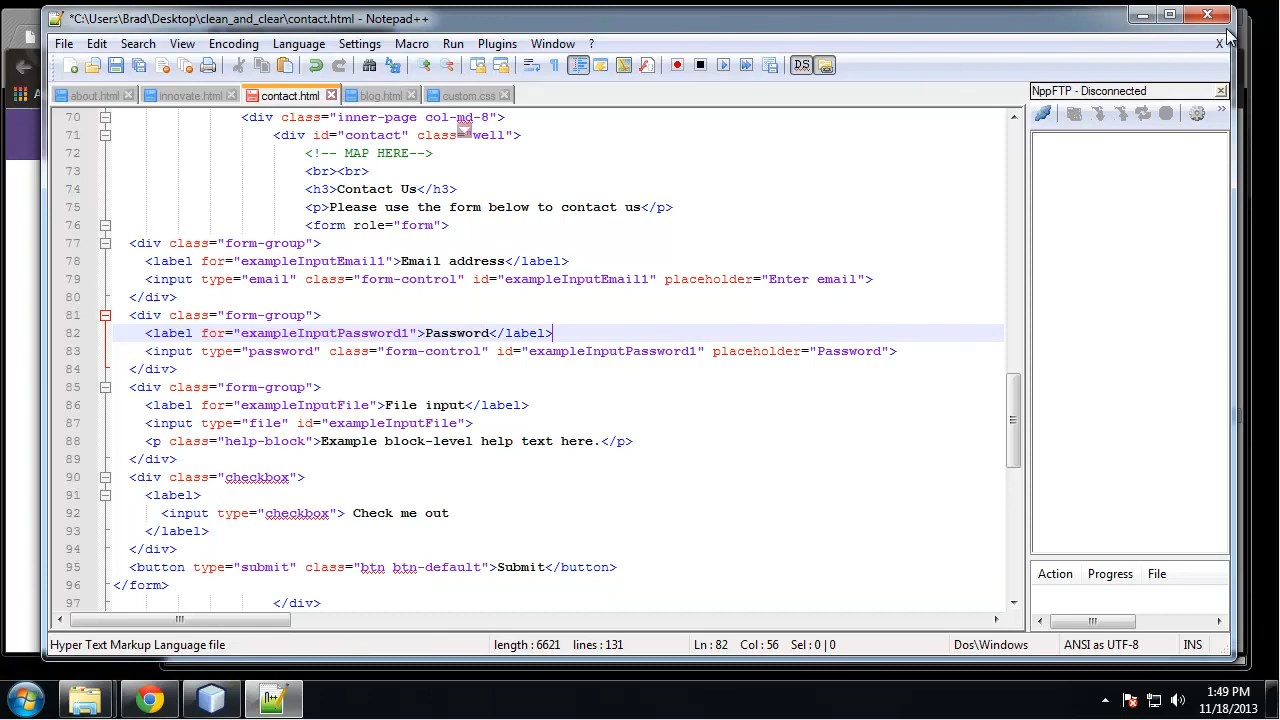 *C:\Users\Brad\Desktop\clean_and_clear\contact.html - Notepad++
File Edit Search View Encoding Language Settings Macro Run Plugins Window ? X
about.html innovate.html contact.html blog.html custom.css
NppFTP - Disconnected
70 <div class="inner-page col-md-8">
71 <div id="contact" class="well">
72 <!-- MAP HERE-->
73 <br><br>
74 <h3>Contact Us</h3>
75 <p>Please use the form below to contact us</p>
76 <form role="form">
77 <div class="form-group">
78 <label for="exampleInputEmail1">Email address</label>
79 <input type="email" class="form-control" id="exampleInputEmail1" placeholder="Enter email">
80 </div>
81 <div class="form-group">
82 <label for="exampleInputPassword1">Password</label>
83 <input type="password" class="form-control" id="exampleInputPassword1" placeholder="Password">
84 </div>
85 <div class="form-group">
86 <label for="exampleInputFile">File input</label>
87 <input type="file" id="exampleInputFile">
88 <p class="help-block">Example block-level help text here.</p>
89 </div>
90 <div class="checkbox">
91 <label>
92 <input type="checkbox"> Check me out
93 </label>
94 </div>
95 <button type="submit" class="btn btn-default">Submit</button>
96 </form>
97 </div>
Action Progress File
Hyper Text Markup Language file length : 6621 lines : 131 Ln : 82 Col : 56 Sel : 0 | 0 Dos\Windows ANSI as UTF-8 INS
1:49 PM
11/18/2013